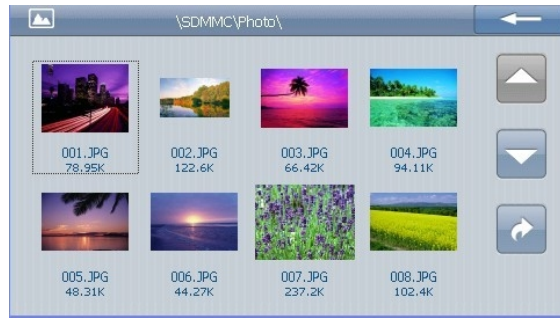 \SDMMC\Photo\
001.JPG 002.JPG 003.JPG 004.JPG
78.95K 122.6K 66.42K 94.11K
005.JPG 006.JPG 007.JPG 008.JPG
48.31K 44.27K 237.2K 102.4K